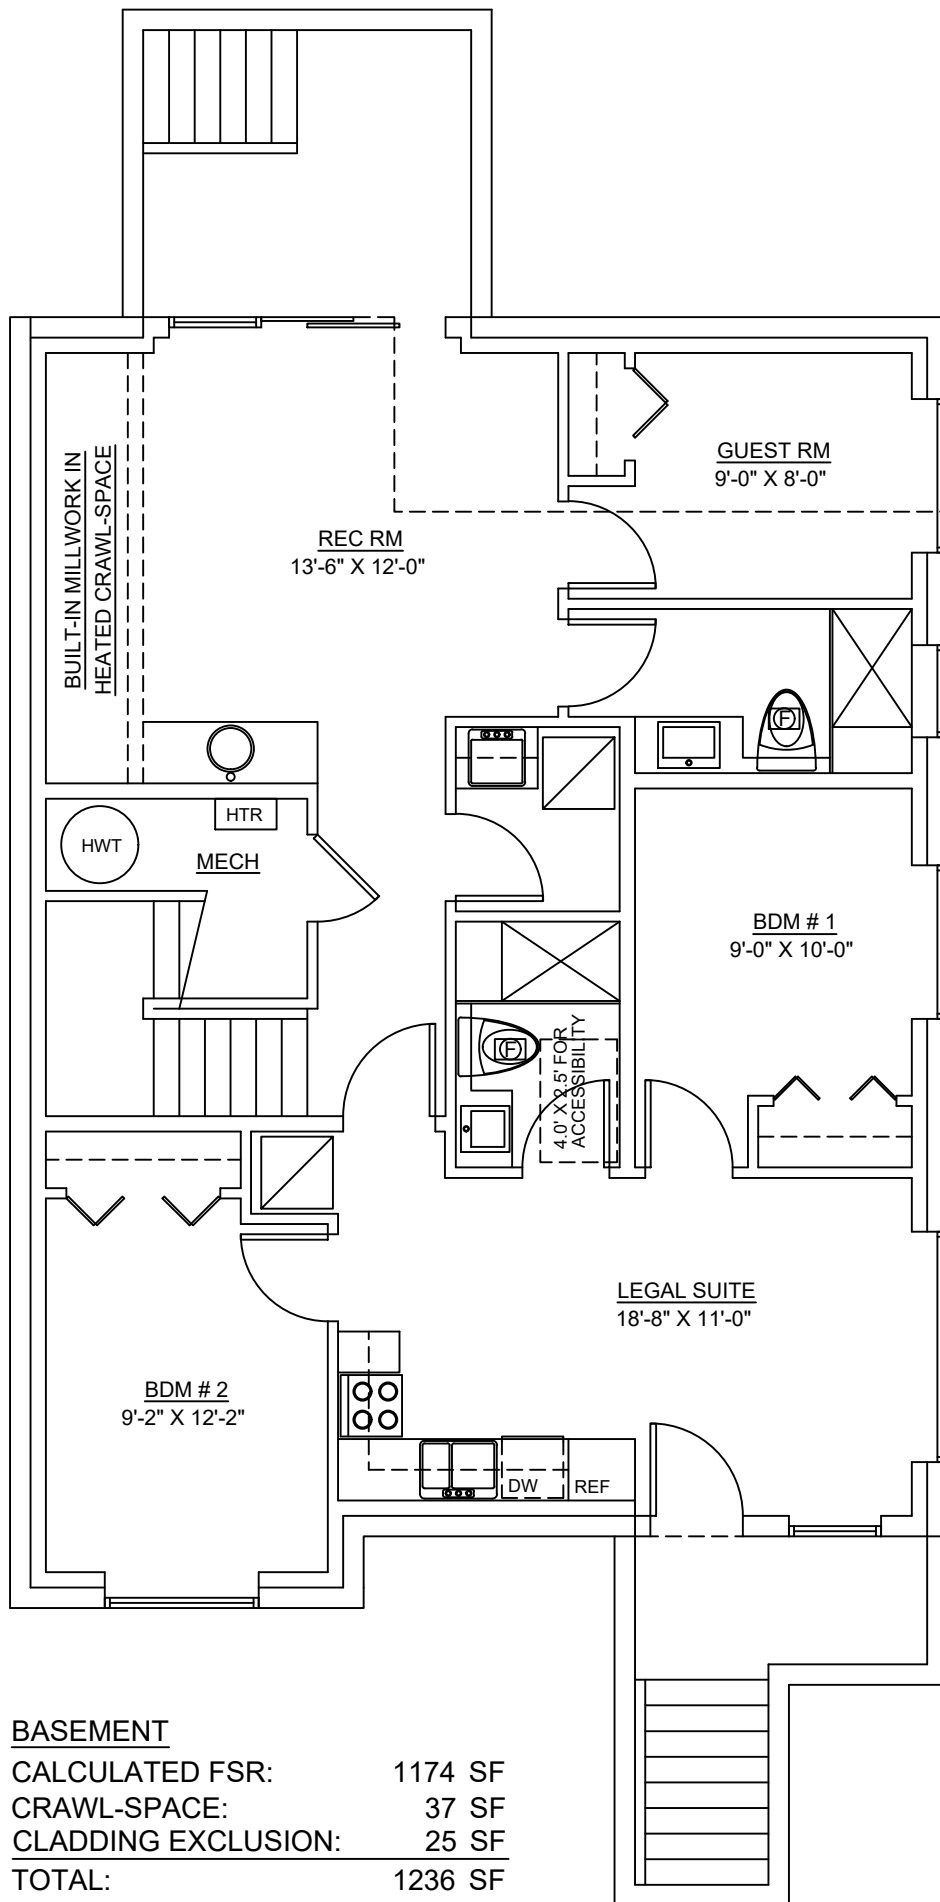 BUILT-IN MILLWORK IN
HEATED CRAWL-SPACE
GUEST RM
9'-0" X 8'-0"
REC RM
13'-6" X 12'-0"
F
HTR
HWT
MECH
BDM # 1
9'-0" X 10'-0"
F
4.0' X 2.5' FOR
ACCESSIBILITY
LEGAL SUITE
18'-8" X 11'-0"
BDM # 2
9'-2" X 12'-2"
DW
REF
BASEMENT
CALCULATED FSR: 1174 SF
CRAWL-SPACE: 37 SF
CLADDING EXCLUSION: 25 SF
TOTAL: 1236 SF